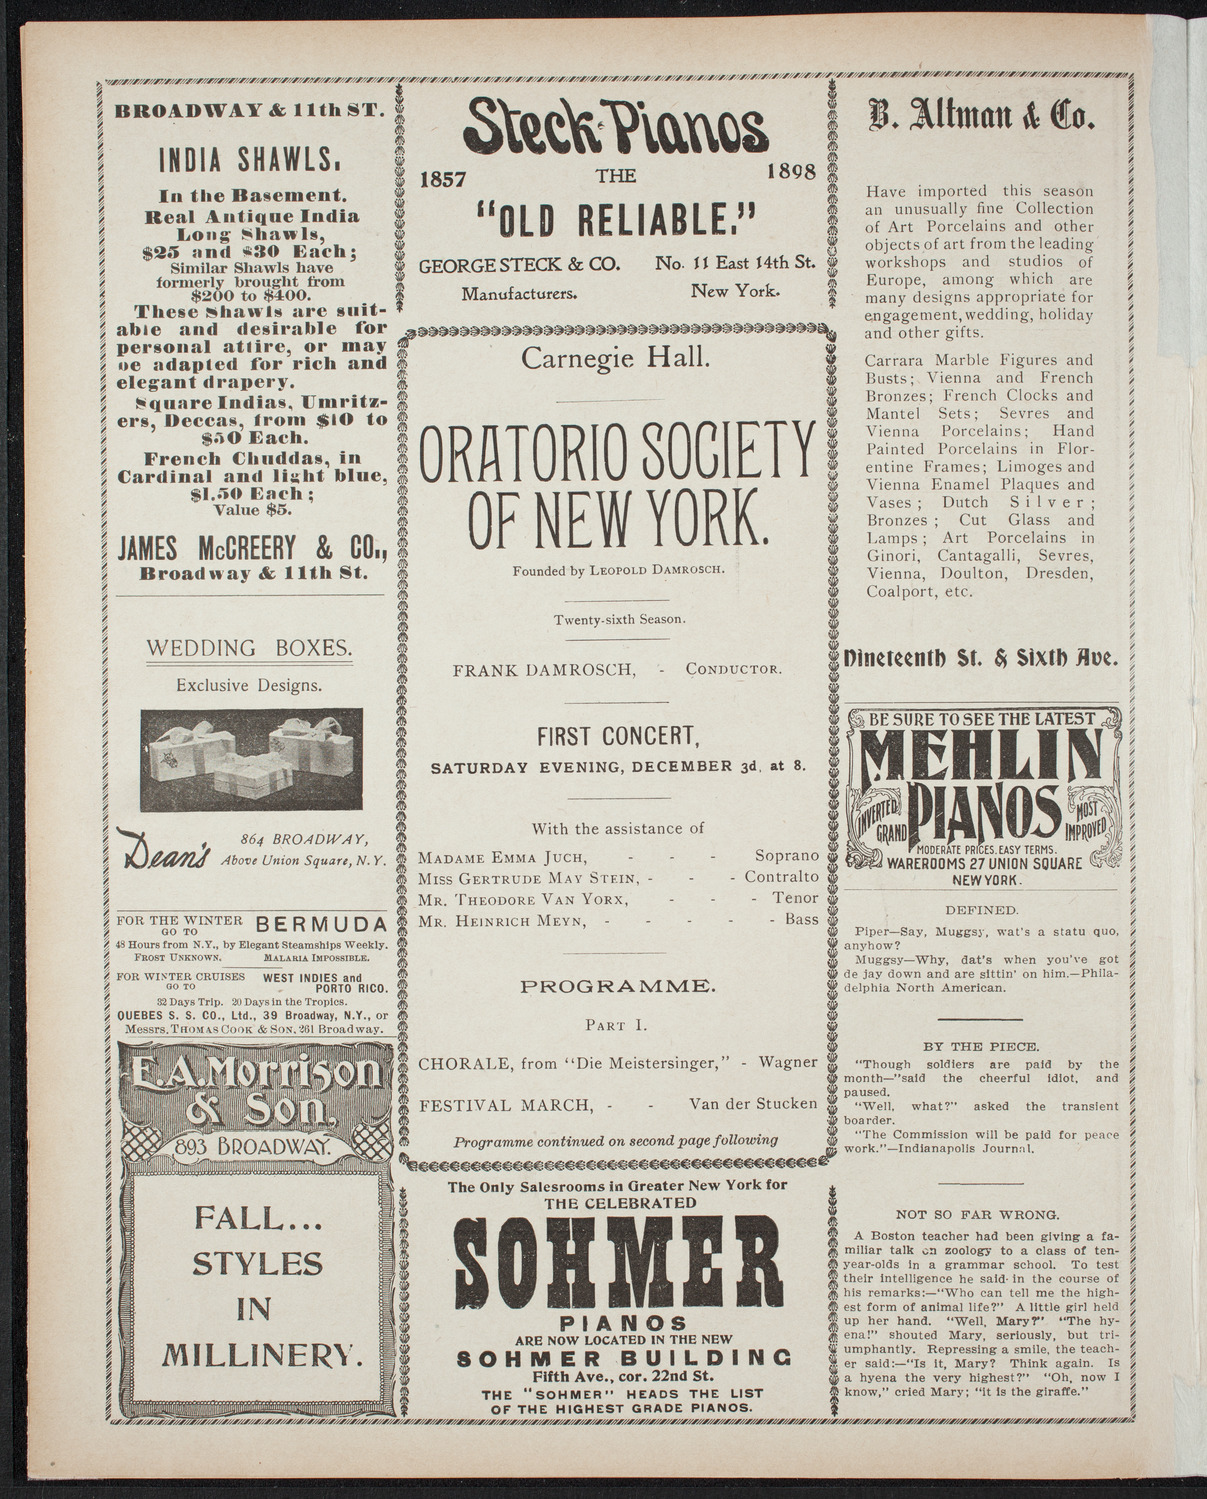 BROADWAY & 11th ST.
INDIA SHAWLS.
In the Basement.
Real Antique India
Long Shawls,
$25 and $30 Each;
Similar Shawls have
formerly brought from
$200 to $400.
These Shawls are suit-
able and desirable for
personal attire, or may
be adapted for rich and
elegant drapery.
Square Indias, Umritz-
ers, Deccas, from $10 to
$50 Each.
French Chuddas, in
Cardinal and light blue,
$1.50 Each;
Value $5.
JAMES McCREERY & CO.,
Broadway & 11th St.
WEDDING BOXES.
Exclusive Designs.
Dean's
864 BROADWAY,
Above Union Square, N.Y.
FOR THE WINTER GO TO BERMUDA
48 Hours from N.Y., by Elegant Steamships Weekly.
FROST UNKNOWN. MALARIA IMPOSSIBLE.
FOR WINTER CRUISES GO TO WEST INDIES and
PORTO RICO.
32 Days Trip. 20 Days in the Tropics.
QUEBES S. S. CO., Ltd., 39 Broadway, N.Y., or
Messrs. THOMAS COOK & SON, 261 Broadway.
E.A. Morrison
& Son,
893 BROADWAY.
FALL...
STYLES
IN
MILLINERY.
Steck Pianos
1857 THE 1898
"OLD RELIABLE."
GEORGE STECK & CO. No. 11 East 14th St.
Manufacturers. New York.
Carnegie Hall.
ORATORIO SOCIETY
OF NEW YORK.
Founded by LEOPOLD DAMROSCH.
Twenty-sixth Season.
FRANK DAMROSCH, - CONDUCTOR.
FIRST CONCERT,
SATURDAY EVENING, DECEMBER 3d, at 8.
With the assistance of
MADAME EMMA JUCH, - - - Soprano
MISS GERTRUDE MAY STEIN, - - - Contralto
MR. THEODORE VAN YORX, - - - Tenor
MR. HEINRICH MEYN, - - - - - Bass
PROGRAMME.
PART I.
CHORALE, from "Die Meistersinger," - Wagner
FESTIVAL MARCH, - - Van der Stucken
Programme continued on second page following
The Only Salesrooms in Greater New York for
THE CELEBRATED
SOHMER
PIANOS
ARE NOW LOCATED IN THE NEW
SOHMER BUILDING
Fifth Ave., cor. 22nd St.
THE "SOHMER" HEADS THE LIST
OF THE HIGHEST GRADE PIANOS.
B. Altman & Co.
Have imported this season
an unusually fine Collection
of Art Porcelains and other
objects of art from the leading
workshops and studios of
Europe, among which are
many designs appropriate for
engagement, wedding, holiday
and other gifts.
Carrara Marble Figures and
Busts; Vienna and French
Bronzes; French Clocks and
Mantel Sets; Sevres and
Vienna Porcelains; Hand
Painted Porcelains in Flor-
entine Frames; Limoges and
Vienna Enamel Plaques and
Vases; Dutch Silver;
Bronzes; Cut Glass and
Lamps; Art Porcelains in
Ginori, Cantagalli, Sevres,
Vienna, Doulton, Dresden,
Coalport, etc.
Nineteenth St. & Sixth Ave.
BE SURE TO SEE THE LATEST
MEHLIN
PIANOS
INVERTED GRAND
MOST IMPROVED
MODERATE PRICES. EASY TERMS.
WAREROOMS 27 UNION SQUARE
NEW YORK.
DEFINED.
Piper—Say, Muggsy, wat's a statu quo,
anyhow?
Muggsy—Why, dat's when you've got
de jay down and are sittin' on him.—Phila-
delphia North American.
BY THE PIECE.
"Though soldiers are paid by the
month—"said the cheerful idiot, and
paused.
"Well, what?" asked the transient
boarder.
"The Commission will be paid for peace
work."—Indianapolis Journal.
NOT SO FAR WRONG.
A Boston teacher had been giving a fa-
miliar talk on zoology to a class of ten-
year-olds in a grammar school. To test
their intelligence he said in the course of
his remarks:—"Who can tell me the high-
est form of animal life?" A little girl held
up her hand. "Well, Mary?" "The hy-
ena!" shouted Mary, seriously, but tri-
umphantly. Repressing a smile, the teach-
er said:—"Is it, Mary? Think again. Is
a hyena the very highest?" "Oh, now I
know," cried Mary; "it is the giraffe."